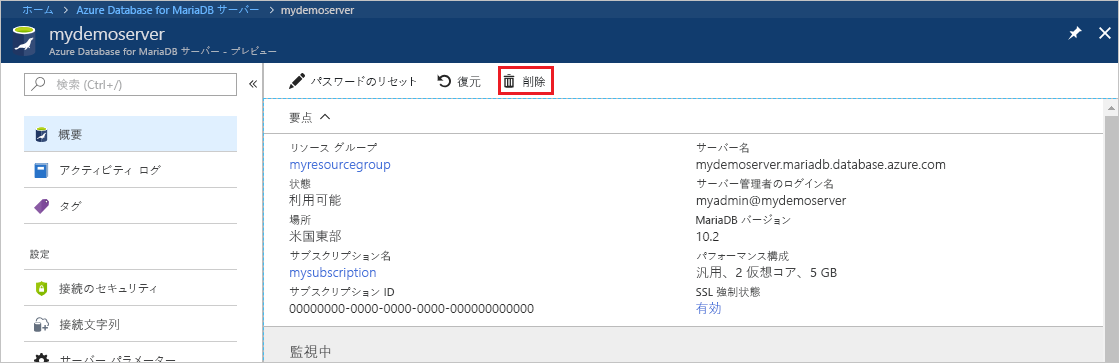 ホーム > Azure Database for MariaDB サーバー > mydemoserver
mydemoserver
Azure Database for MariaDB サーバー - プレビュー
検索 (Ctrl+/)
概要
アクティビティ ログ
タグ
設定
接続のセキュリティ
接続文字列
サーバー パラメーター
パスワードのリセット 復元 削除
要点
リソース グループ
myresourcegroup
状態
利用可能
場所
米国東部
サブスクリプション名
mysubscription
サブスクリプション ID
00000000-0000-0000-0000-000000000000
サーバー名
mydemoserver.mariadb.database.azure.com
サーバー管理者のログイン名
myadmin@mydemoserver
MariaDB バージョン
10.2
パフォーマンス構成
汎用、2 仮想コア、5 GB
SSL 強制状態
有効
監視中